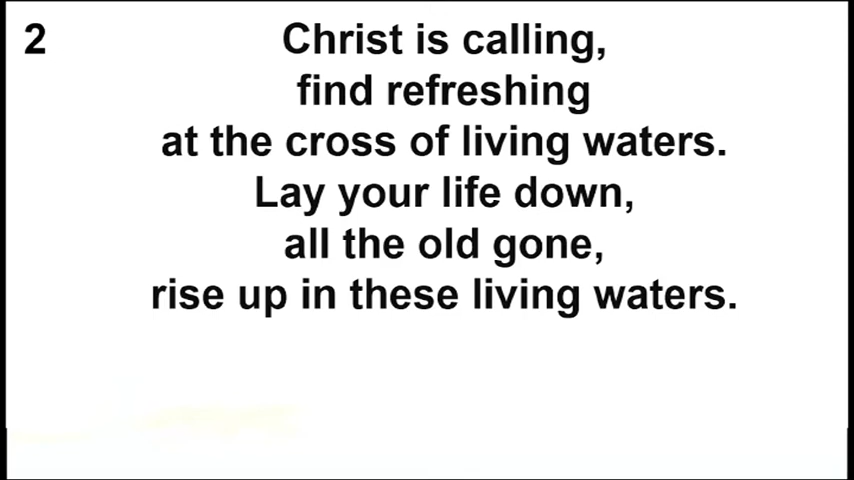 2
Christ is calling,
find refreshing
at the cross of living waters.
Lay your life down,
all the old gone,
rise up in these living waters.